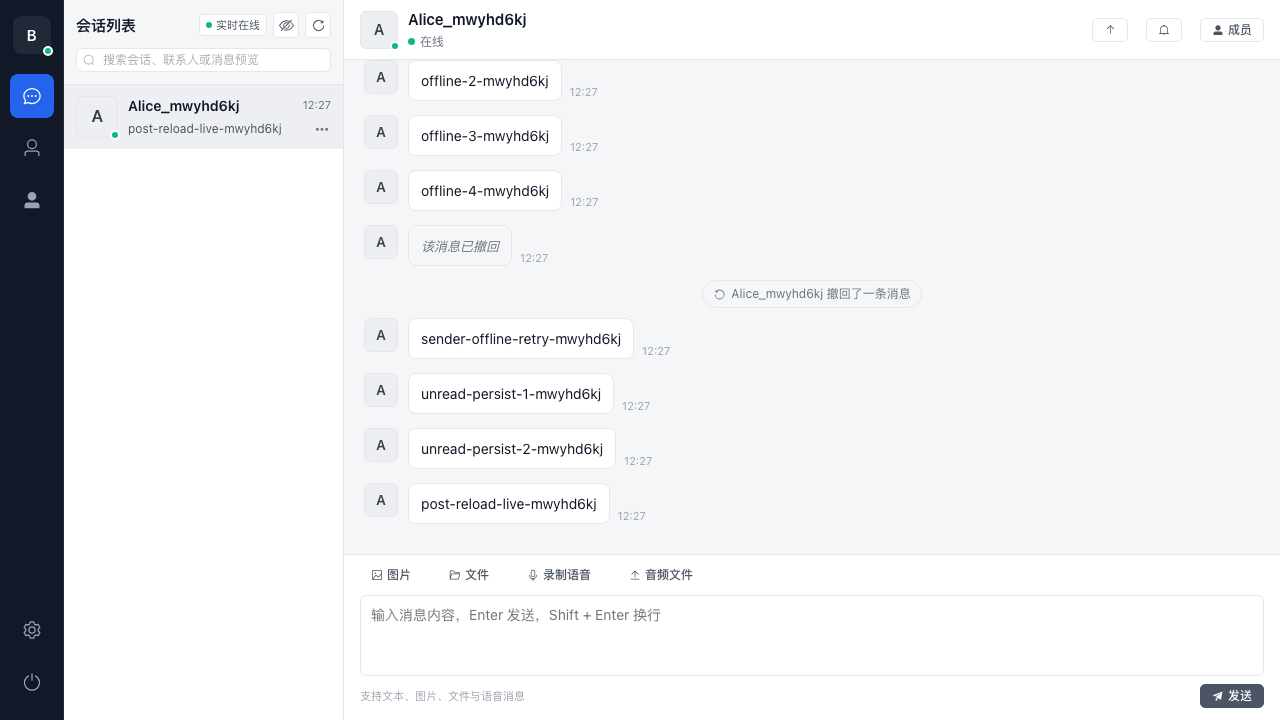 B
会话列表
实时在线
搜索会话、联系人或消息预览
A
Alice_mwyhd6kj
12:27
post-reload-live-mwyhd6kj
A
Alice_mwyhd6kj
在线
成员
A
offline-2-mwyhd6kj
12:27
A
offline-3-mwyhd6kj
12:27
A
offline-4-mwyhd6kj
12:27
A
该消息已撤回
12:27
Alice_mwyhd6kj 撤回了一条消息
A
sender-offline-retry-mwyhd6kj
12:27
A
unread-persist-1-mwyhd6kj
12:27
A
unread-persist-2-mwyhd6kj
12:27
A
post-reload-live-mwyhd6kj
12:27
图片
文件
录制语音
音频文件
输入消息内容，Enter 发送，Shift + Enter 换行
支持文本、图片、文件与语音消息
发送